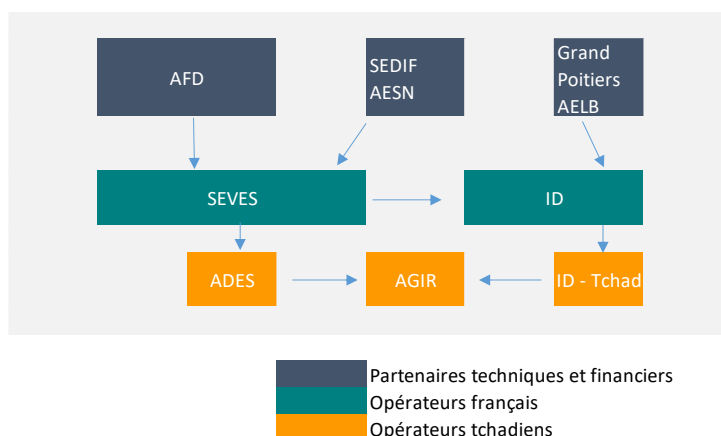 AFD
SEDIF
AESN
Grand
Poitiers
AELB
SEVES
ID
ADES
AGIR
ID - Tchad
Partenaires techniques et financiers
Opérateurs français
Opérateurs tchadiens